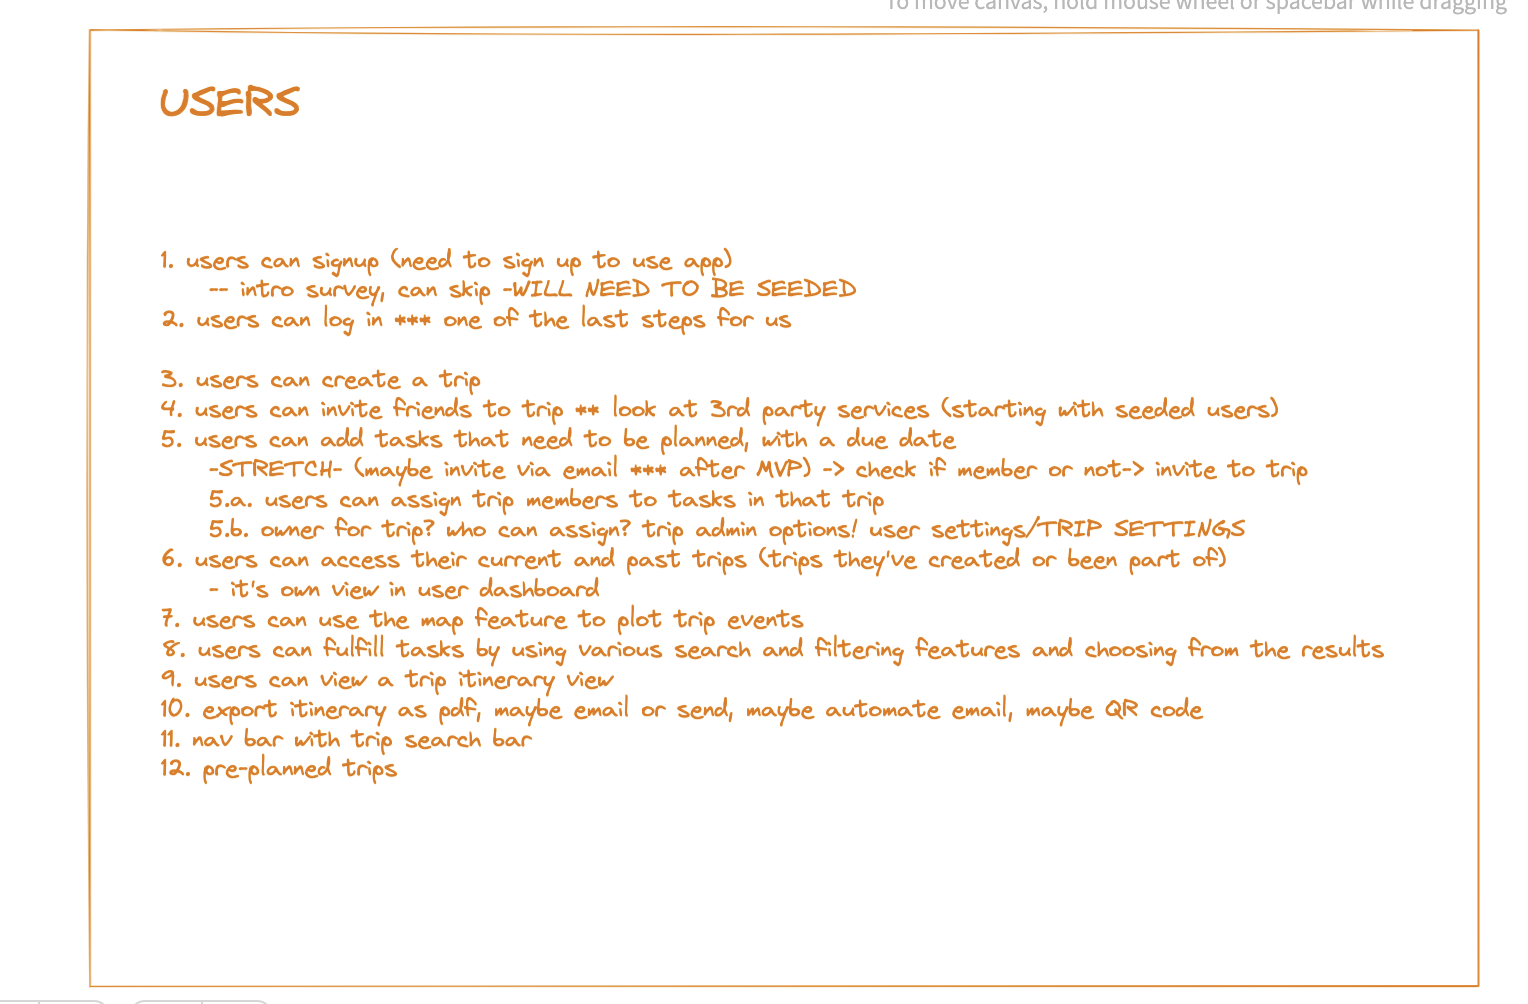 To move canvas, hold mouse wheel or spacebar while dragging
USERS
1. users can signup (need to sign up to use app)
-- intro survey, can skip -WILL NEED TO BE SEEDED
2. users can log in *** one of the last steps for us
3. users can create a trip
4. users can invite friends to trip ** look at 3rd party services (starting with seeded users)
5. users can add tasks that need to be planned, with a due date
-STRETCH- (maybe invite via email *** after MVP) -> check if member or not-> invite to trip
5.a. users can assign trip members to tasks in that trip
5.b. owner for trip? who can assign? trip admin options! user settings/TRIP SETTINGS
6. users can access their current and past trips (trips they've created or been part of)
- it's own view in user dashboard
7. users can use the map feature to plot trip events
8. users can fulfill tasks by using various search and filtering features and choosing from the results
9. users can view a trip itinerary view
10. export itinerary as pdf, maybe email or send, maybe automate email, maybe QR code
11. nav bar with trip search bar
12. pre-planned trips